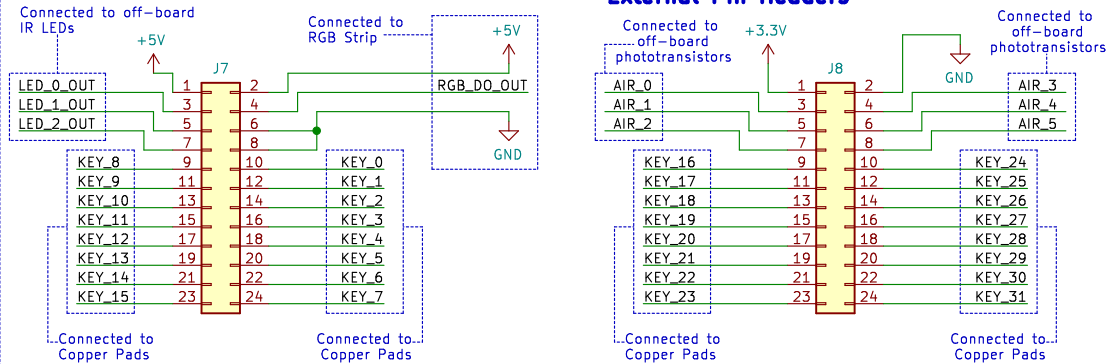 External Pin Headers
Connected to off-board
IR LEDs
+5V
Connected to
RGB Strip
+5V
J7
LED_0_OUT 1 2 RGB_DO_OUT
LED_1_OUT 3 4
LED_2_OUT 5 6
7 8
GND
KEY_8 9 10 KEY_0
KEY_9 11 12 KEY_1
KEY_10 13 14 KEY_2
KEY_11 15 16 KEY_3
KEY_12 17 18 KEY_4
KEY_13 19 20 KEY_5
KEY_14 21 22 KEY_6
KEY_15 23 24 KEY_7
Connected to
Copper Pads
Connected to
Copper Pads
Connected to
off-board
phototransistors
+3.3V
GND
Connected to
off-board
phototransistors
J8
AIR_0 1 2 AIR_3
AIR_1 3 4 AIR_4
AIR_2 5 6 AIR_5
7 8
KEY_16 9 10 KEY_24
KEY_17 11 12 KEY_25
KEY_18 13 14 KEY_26
KEY_19 15 16 KEY_27
KEY_20 17 18 KEY_28
KEY_21 19 20 KEY_29
KEY_22 21 22 KEY_30
KEY_23 23 24 KEY_31
Connected to
Copper Pads
Connected to
Copper Pads